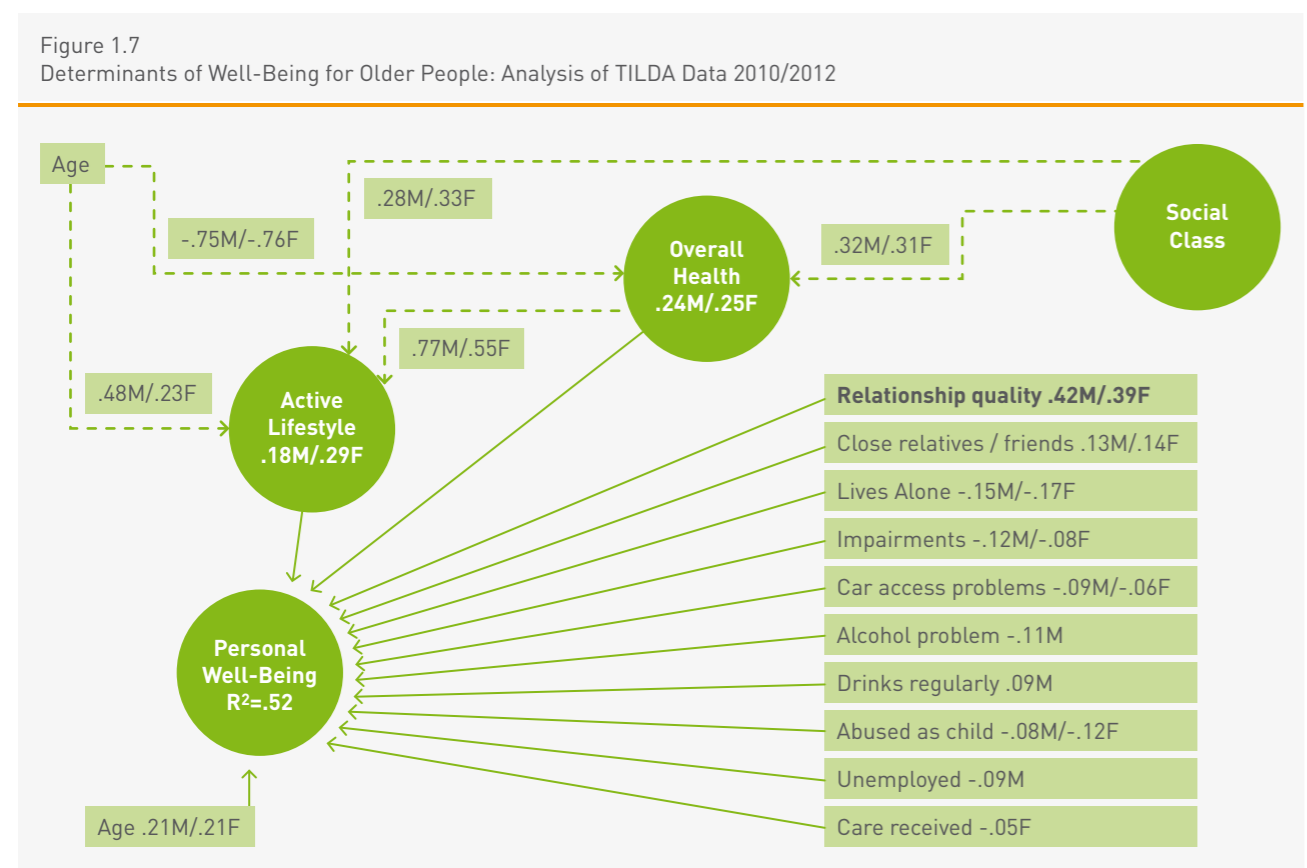 Figure 1.7
Determinants of Well-Being for Older People: Analysis of TILDA Data 2010/2012
Age
.28M/.33F
-.75M/-.76F
Overall
Health
.24M/.25F
.32M/.31F
Social
Class
.77M/.55F
.48M/.23F
Active
Lifestyle
.18M/.29F
Relationship quality .42M/.39F
Close relatives / friends .13M/.14F
Lives Alone -.15M/-.17F
Impairments -.12M/-.08F
Car access problems -.09M/-.06F
Alcohol problem -.11M
Drinks regularly .09M
Abused as child -.08M/-.12F
Unemployed -.09M
Care received -.05F
Personal
Well-Being
R²=.52
Age .21M/.21F